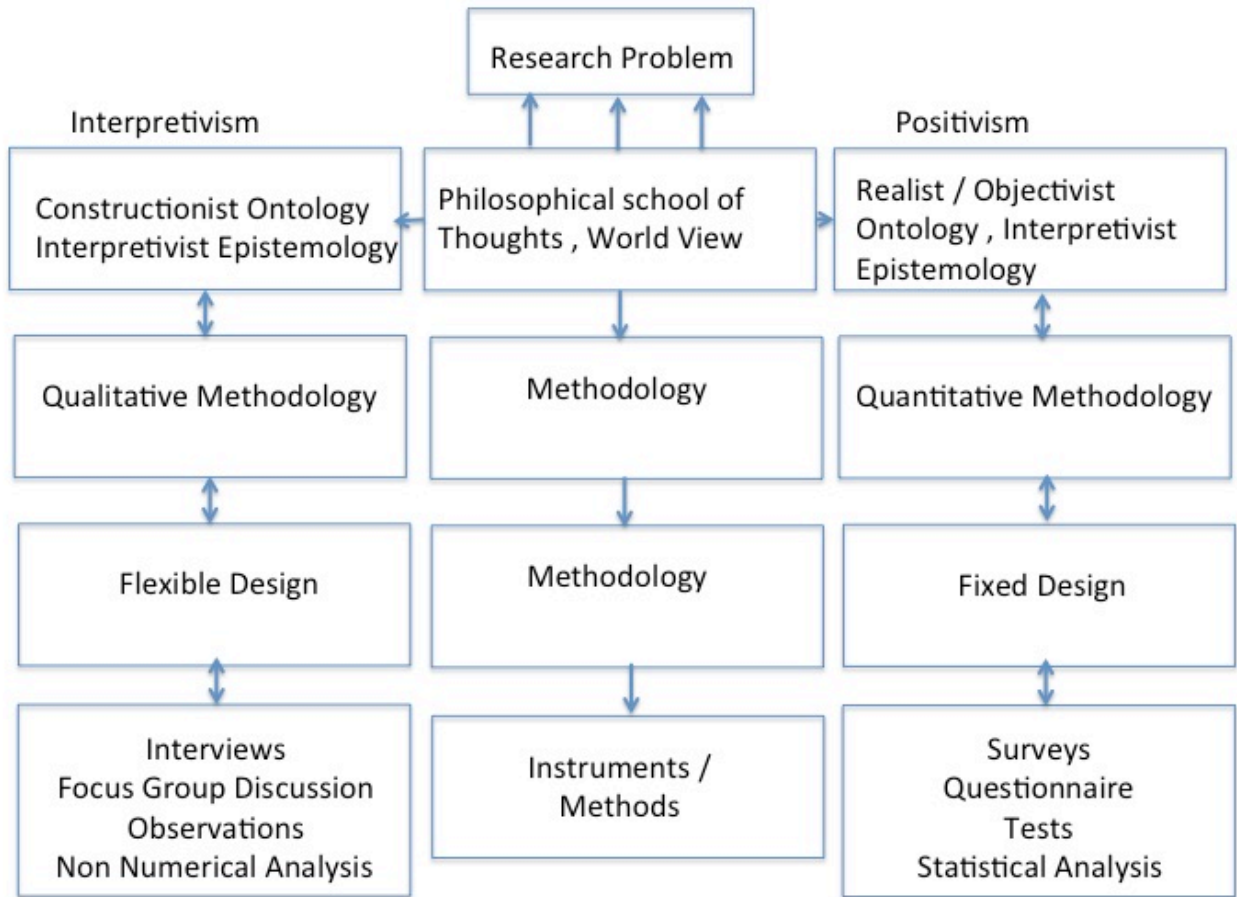 Research Problem
Interpretivism
Positivism
Constructionist Ontology
Interpretivist Epistemology
Philosophical school of
Thoughts , World View
Realist / Objectivist
Ontology , Interpretivist
Epistemology
Qualitative Methodology
Methodology
Quantitative Methodology
Flexible Design
Methodology
Fixed Design
Interviews
Focus Group Discussion
Observations
Non Numerical Analysis
Instruments /
Methods
Surveys
Questionnaire
Tests
Statistical Analysis